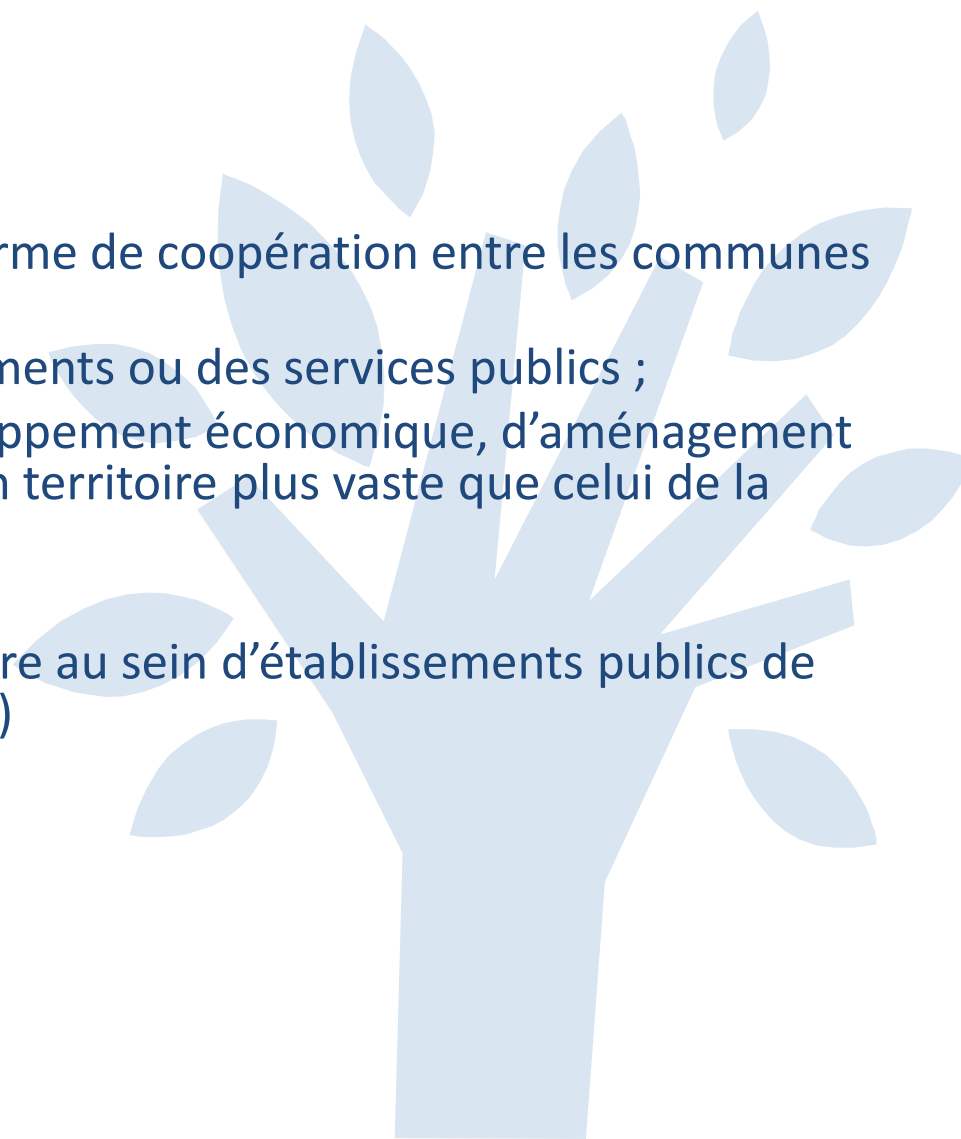 rme de coopération entre les communes
ments ou des services publics ;
ppement économique, d’aménagement
n territoire plus vaste que celui de la
re au sein d’établissements publics de
)